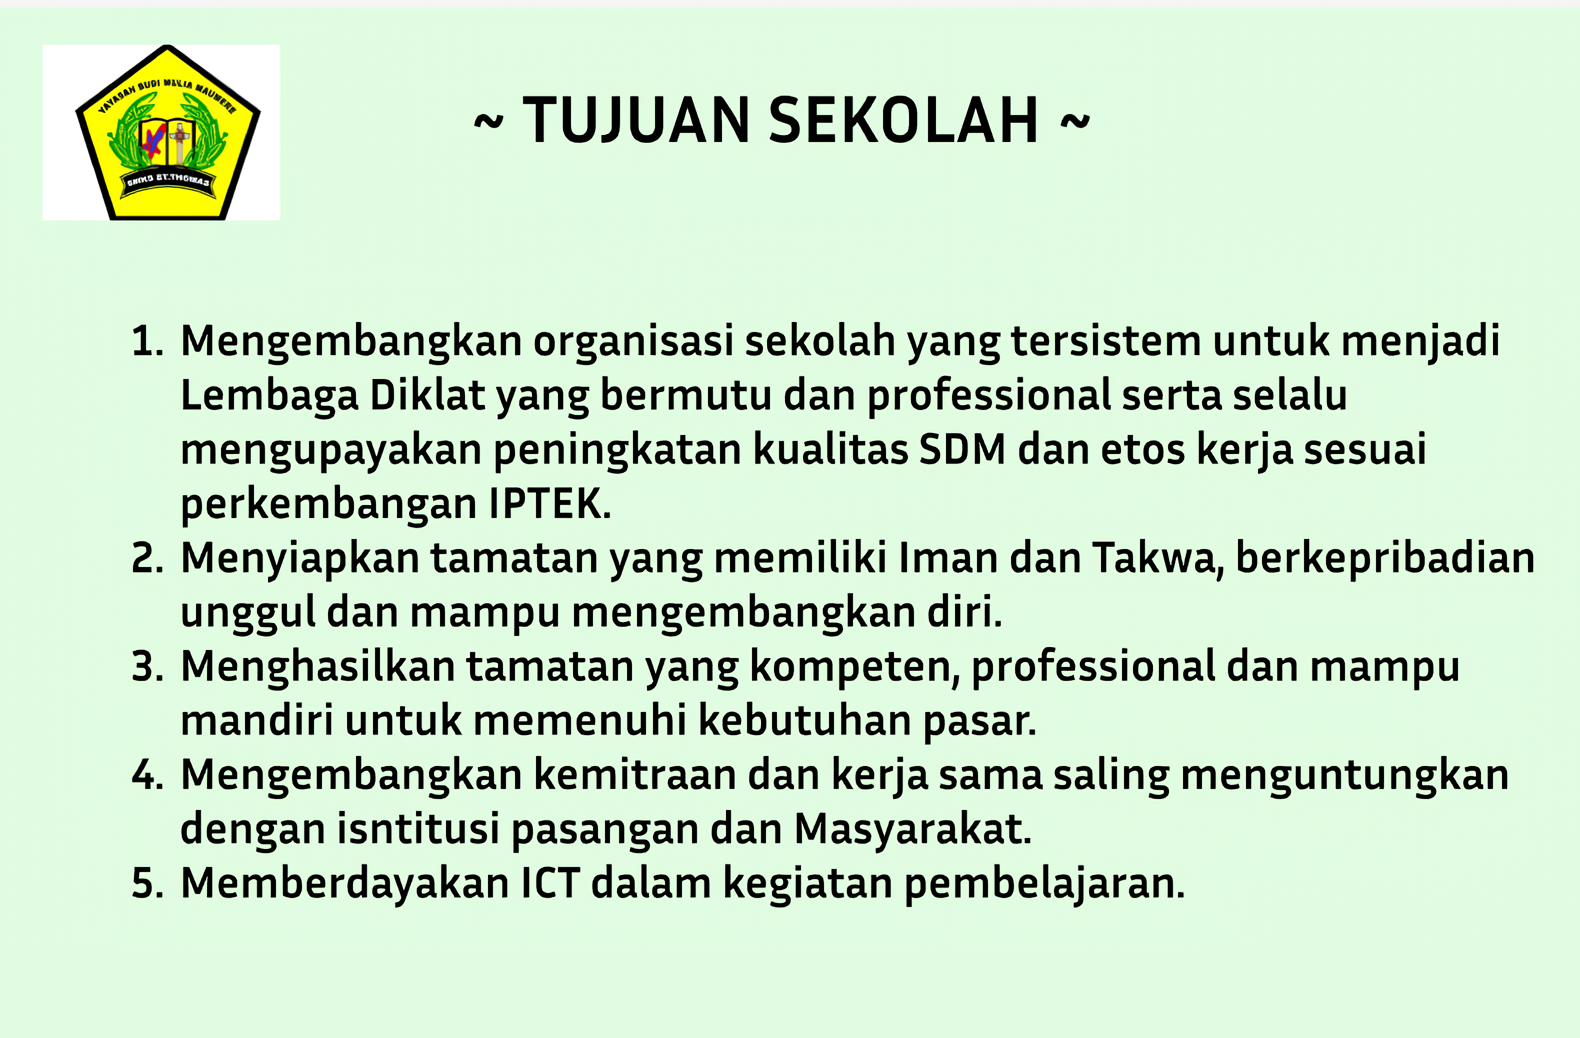 YAYASAN BUDI MULIA MAUMERE
ST.THOMAS
~ TUJUAN SEKOLAH ~
1. Mengembangkan organisasi sekolah yang tersistem untuk menjadi
Lembaga Diklat yang bermutu dan professional serta selalu
mengupayakan peningkatan kualitas SDM dan etos kerja sesuai
perkembangan IPTEK.
2. Menyiapkan tamatan yang memiliki Iman dan Takwa, berkepribadian
unggul dan mampu mengembangkan diri.
3. Menghasilkan tamatan yang kompeten, professional dan mampu
mandiri untuk memenuhi kebutuhan pasar.
4. Mengembangkan kemitraan dan kerja sama saling menguntungkan
dengan isntitusi pasangan dan Masyarakat.
5. Memberdayakan ICT dalam kegiatan pembelajaran.